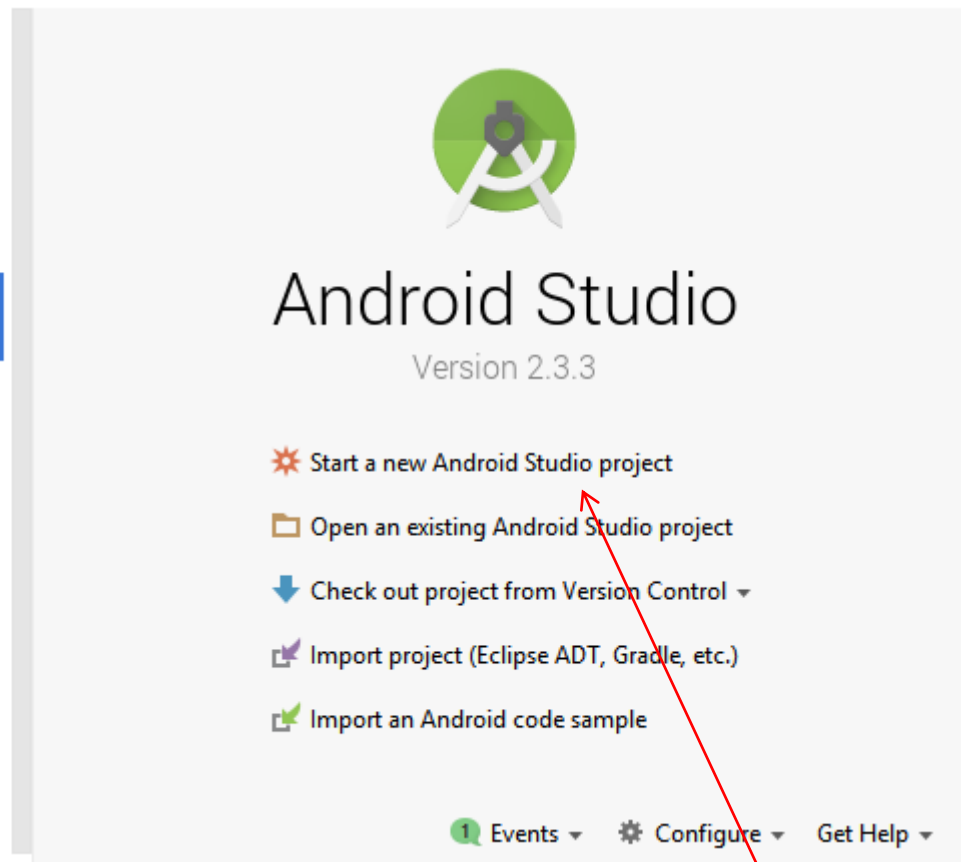 Android Studio
Version 2.3.3
Start a new Android Studio project
Open an existing Android Studio project
Check out project from Version Control
Import project (Eclipse ADT, Gradle, etc.)
Import an Android code sample
1 Events Configure Get Help